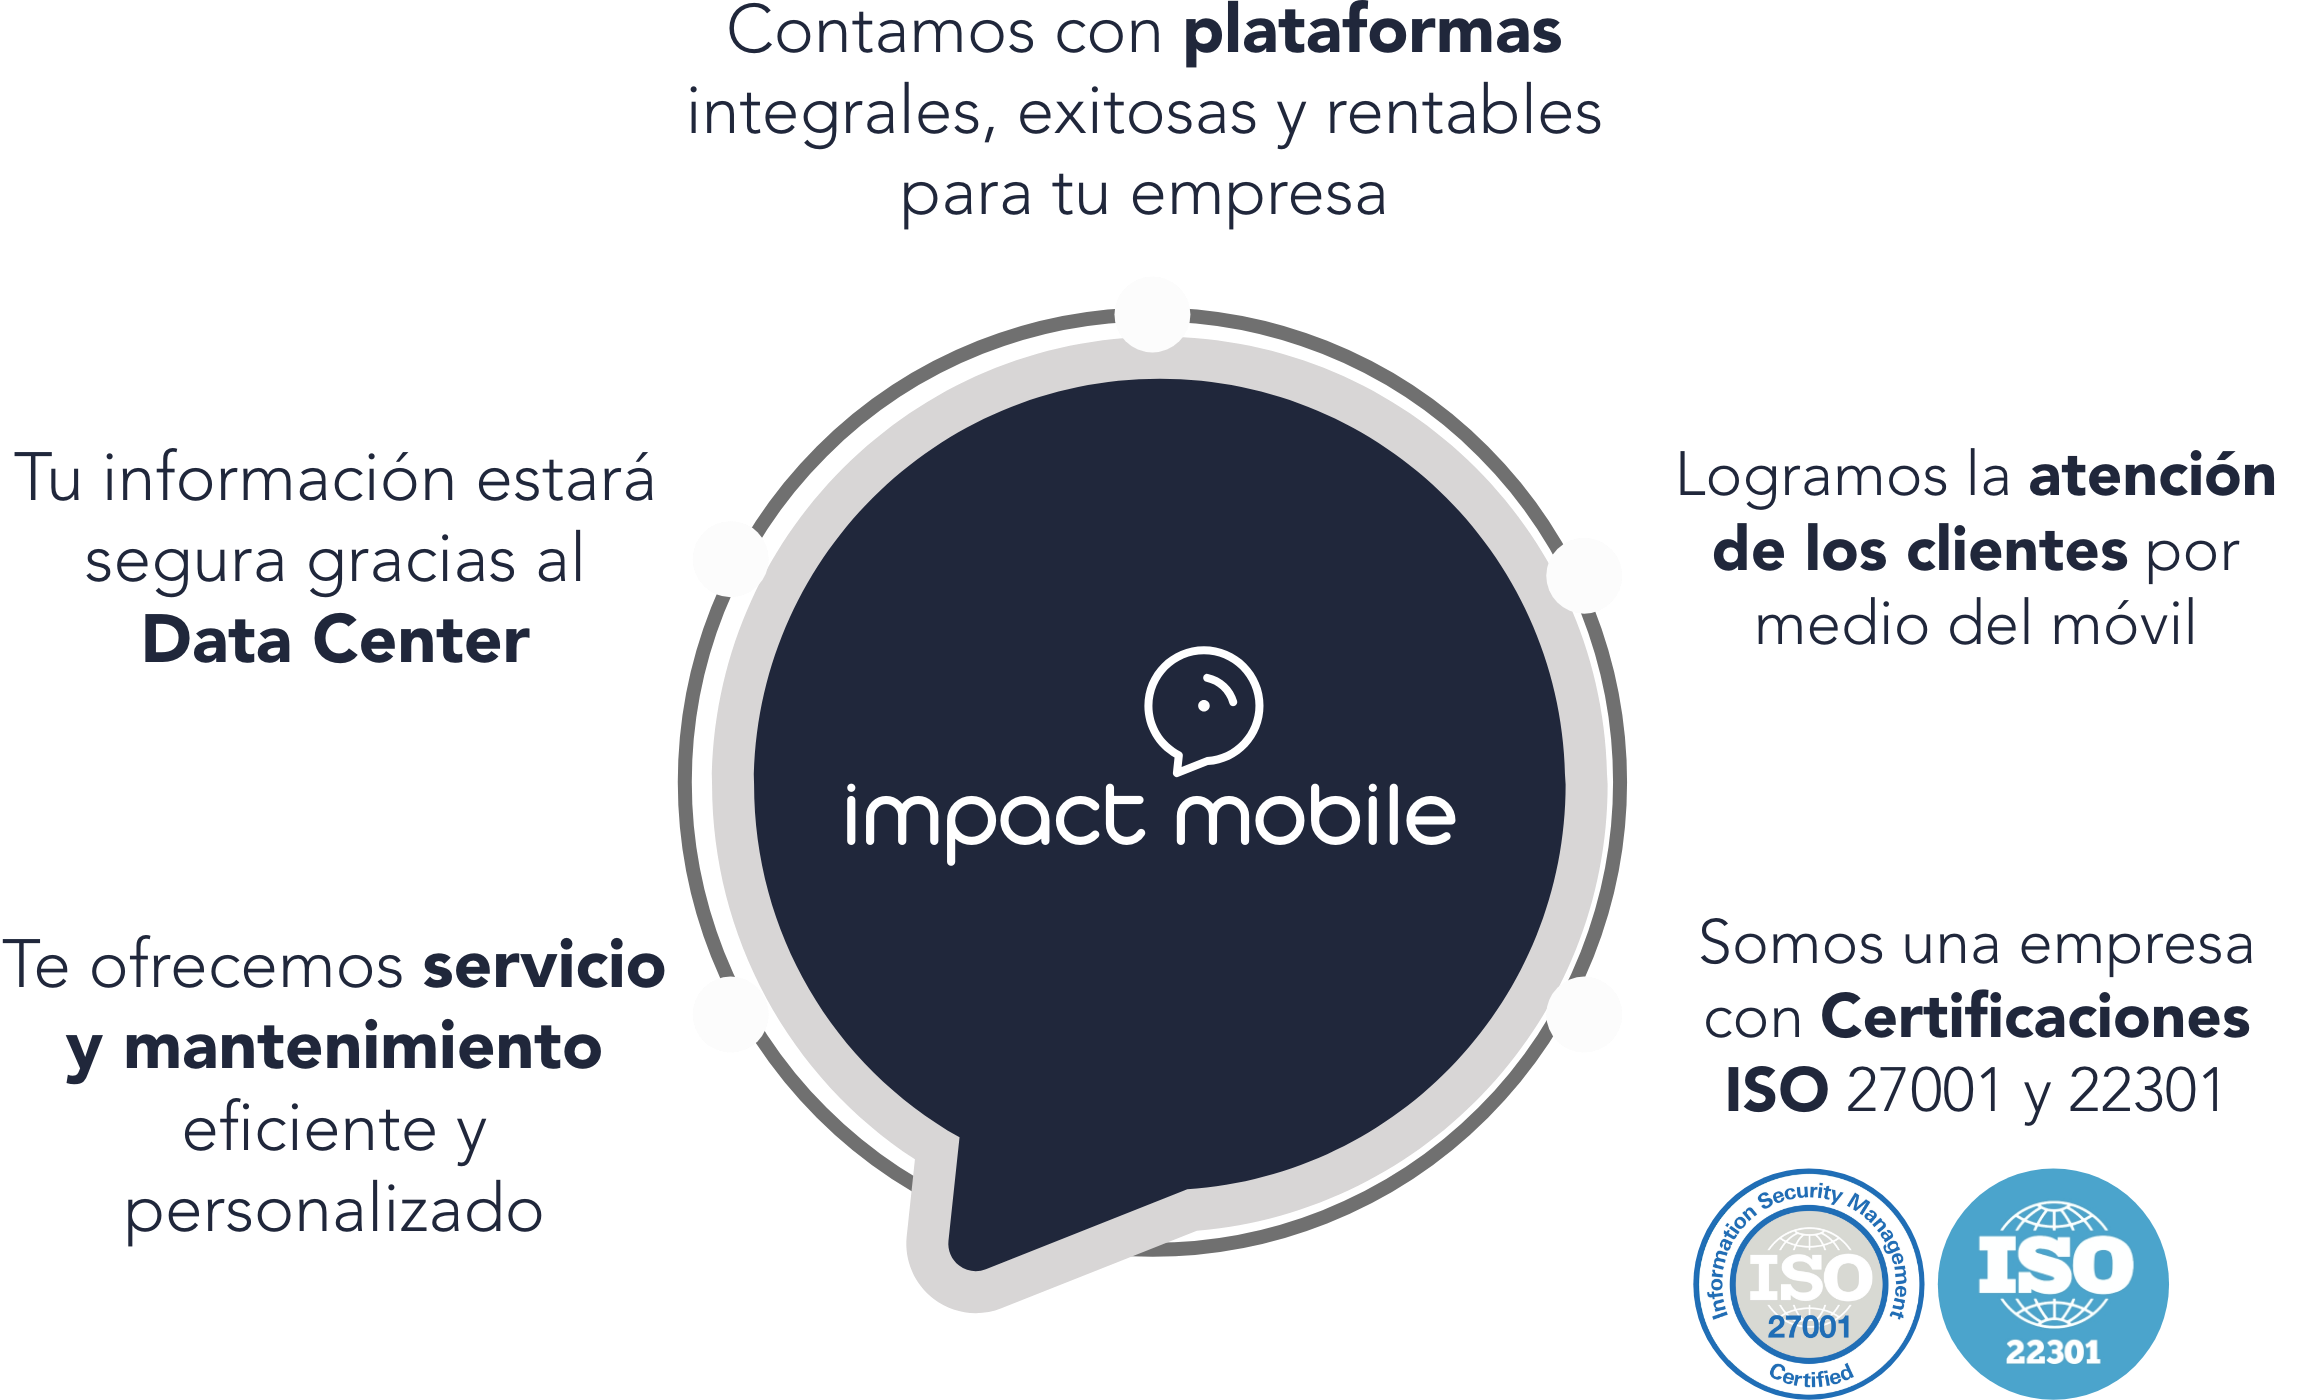 Contamos con plataformas
integrales, exitosas y rentables
para tu empresa
Tu información estará
segura gracias al
Data Center
Logramos la atención
de los clientes por
medio del móvil
impact mobile
Te ofrecemos servicio
y mantenimiento
eficiente y
personalizado
Somos una empresa
con Certificaciones
ISO 27001 y 22301
Information Security Management
ISO
27001
Certified
ISO
22301